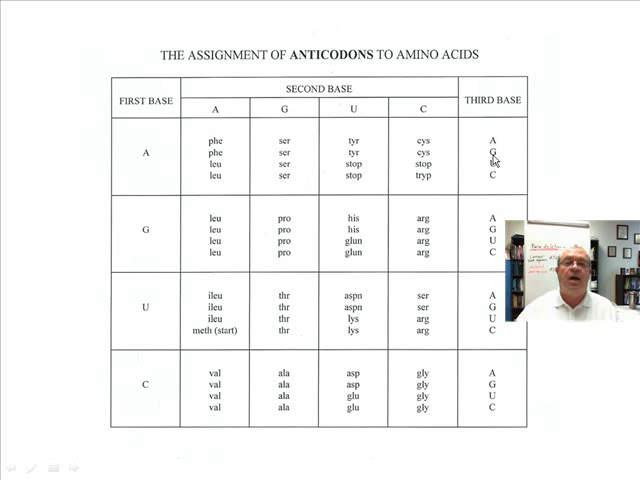 THE ASSIGNMENT OF ANTICODONS TO AMINO ACIDS
FIRST BASE SECOND BASE THIRD BASE
A G U C
A phe ser tyr cys A
phe ser tyr cys G
leu ser stop stop
leu ser stop tryp C
G leu pro his arg A
leu pro his arg G
leu pro glun arg U
leu pro glun arg C
U ileu thr aspn ser A
ileu thr aspn ser G
ileu thr lys arg U
meth (start) thr lys arg C
C val ala asp gly A
val ala asp gly G
val ala glu gly U
val ala glu gly C